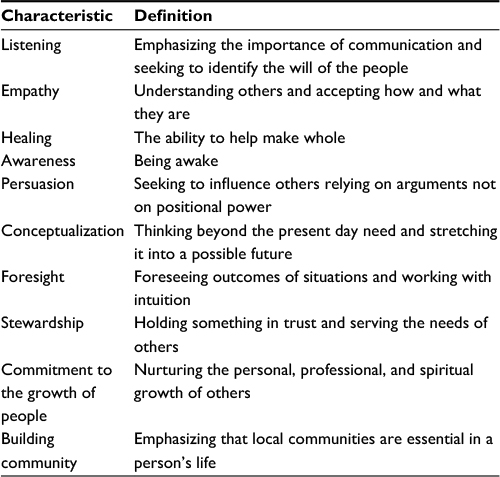 Characteristic Definition
Listening Emphasizing the importance of communication and
seeking to identify the will of the people
Empathy Understanding others and accepting how and what
they are
Healing The ability to help make whole
Awareness Being awake
Persuasion Seeking to influence others relying on arguments not
on positional power
Conceptualization Thinking beyond the present day need and stretching
it into a possible future
Foresight Foreseeing outcomes of situations and working with
intuition
Stewardship Holding something in trust and serving the needs of
others
Commitment to Nurturing the personal, professional, and spiritual
the growth of growth of others
people
Building Emphasizing that local communities are essential in a
community person’s life